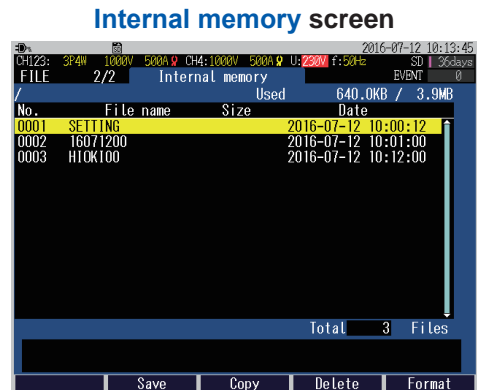 Internal memory screen
2016-07-12 10:13:45
CH123: 3P4W 1000V 500A CH4:1000V 500A U:230V f:50Hz SD 36days
FILE 2/2 Internal memory EVENT 0
/ Used 640.0KB / 3.9MB
No. File name Size Date
0001 SETTING 2016-07-12 10:00:12
0002 16071200 2016-07-12 10:01:00
0003 HIOKI00 2016-07-12 10:12:00
Total 3 Files
Save Copy Delete Format